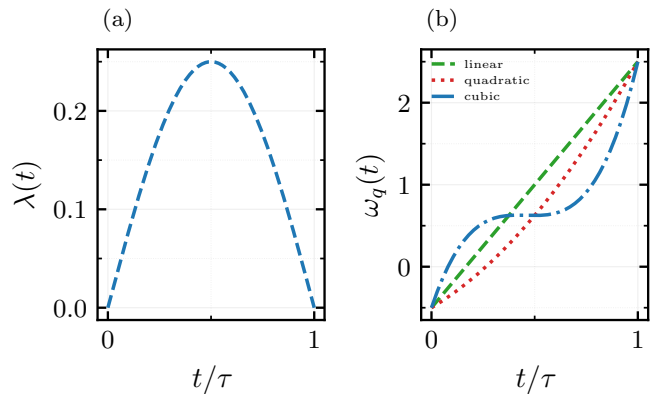 (a)
0.2
0.1
0.0
λ(t)
0
1
t/τ
(b)
linear
quadratic
cubic
2
1
0
ω_q(t)
0
1
t/τ